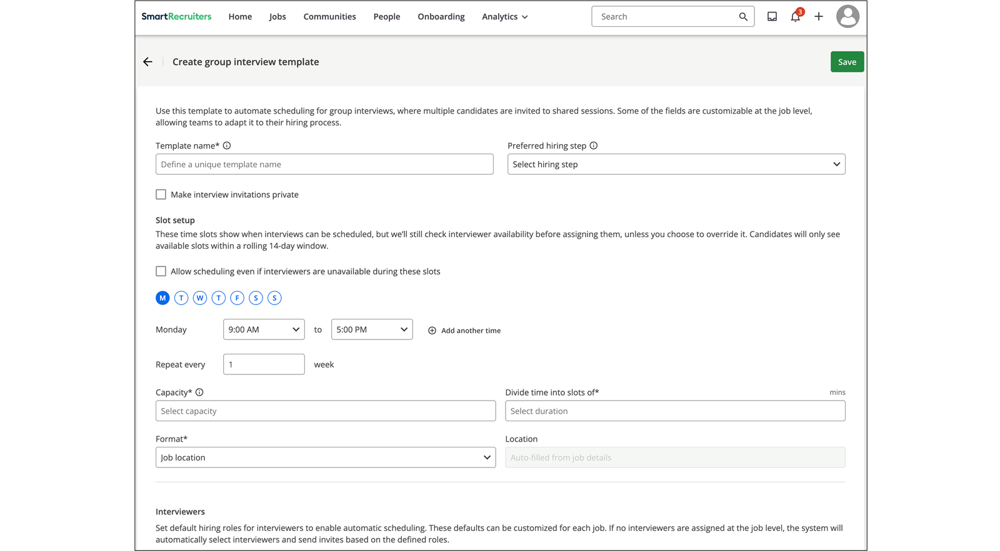 SmartRecruiters Home Jobs Communities People Onboarding Analytics Search 3
Create group interview template Save
Use this template to automate scheduling for group interviews, where multiple candidates are invited to shared sessions. Some of the fields are customizable at the job level,
allowing teams to adapt it to their hiring process.
Template name* Preferred hiring step
Define a unique template name Select hiring step
Make interview invitations private
Slot setup
These time slots show when interviews can be scheduled, but we’ll still check interviewer availability before assigning them, unless you choose to override it. Candidates will only see
available slots within a rolling 14-day window.
Allow scheduling even if interviewers are unavailable during these slots
M T W T F S S
Monday 9:00 AM to 5:00 PM Add another time
Repeat every 1 week
Capacity* Divide time into slots of* mins
Select capacity Select duration
Format* Location
Job location Auto-filled from job details
Interviewers
Set default hiring roles for interviewers to enable automatic scheduling. These defaults can be customized for each job. If no interviewers are assigned at the job level, the system will
automatically select interviewers and send invites based on the defined roles.